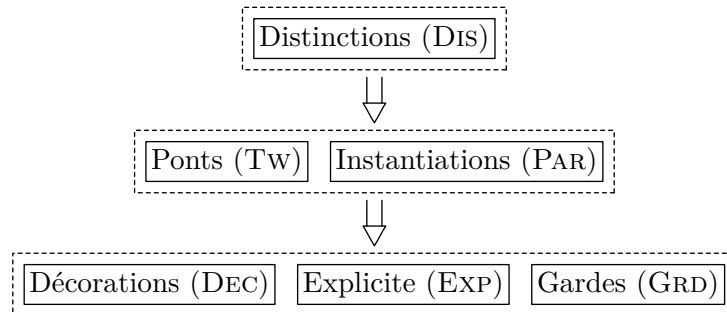 Distinctions (DIS)
Ponts (TW) Instantiations (PAR)
Décorations (DEC) Explicite (EXP) Gardes (GRD)